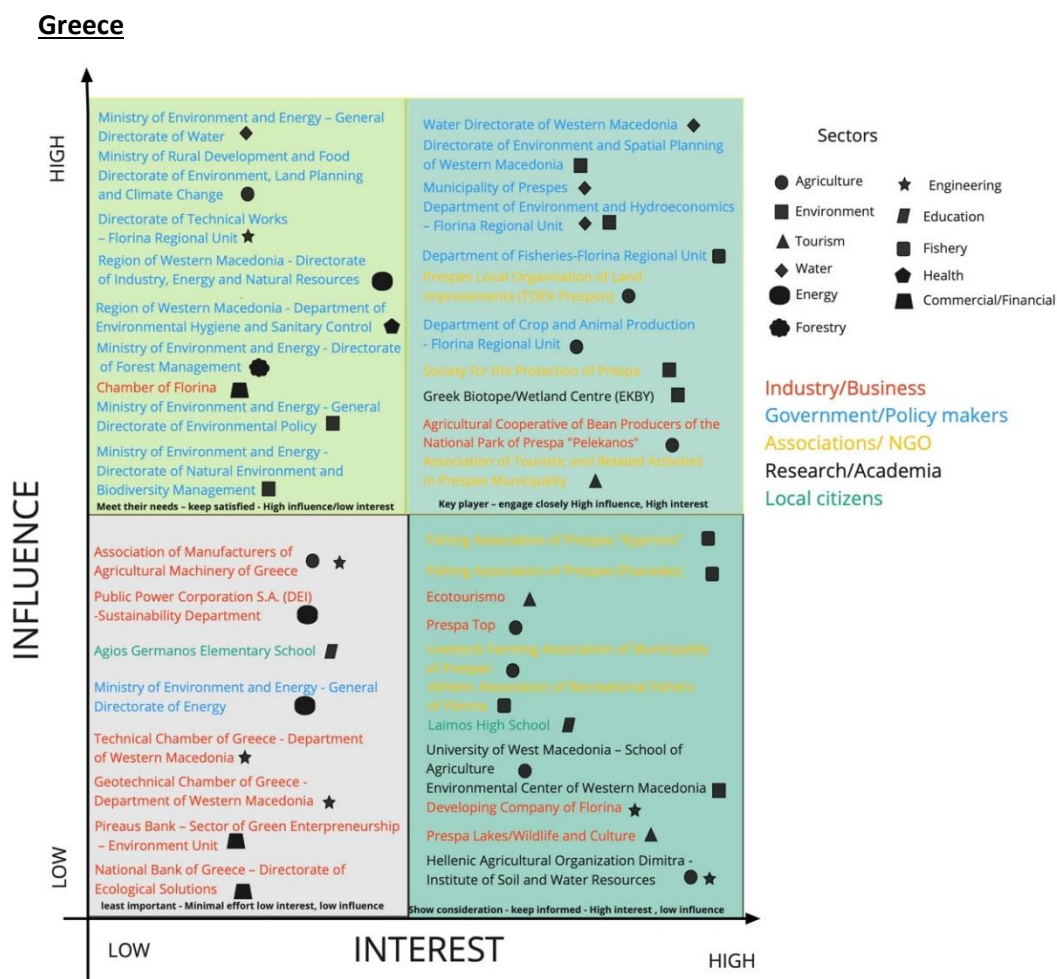 Greece
HIGH
Ministry of Environment and Energy – General
Directorate of Water
Ministry of Rural Development and Food
Directorate of Environment, Land Planning
and Climate Change
Directorate of Technical Works
– Florina Regional Unit
Region of Western Macedonia - Directorate
of Industry, Energy and Natural Resources
Region of Western Macedonia - Department of
Environmental Hygiene and Sanitary Control
Ministry of Environment and Energy - Directorate
of Forest Management
Chamber of Florina
Ministry of Environment and Energy - General
Directorate of Environmental Policy
Ministry of Environment and Energy -
Directorate of Natural Environment and
Biodiversity Management
Meet their needs – keep satisfied - High influence/low interest
Water Directorate of Western Macedonia
Directorate of Environment and Spatial Planning
of Western Macedonia
Municipality of Prespes
Department of Environment and Hydroeconomics
– Florina Regional Unit
Department of Fisheries-Florina Regional Unit
Prespes Local Organisation of Land
Improvements (TOEV Prespon)
Department of Crop and Animal Production
- Florina Regional Unit
Society for the Protection of Prespa
Greek Biotope/Wetland Centre (EKBY)
Agricultural Cooperative of Bean Producers of the
National Park of Prespa "Pelekanos"
Association of Touristic and Related Activities
in Prespes Municipality
Key player – engage closely High influence, High interest
Sectors
Agriculture
Environment
Tourism
Water
Energy
Forestry
Engineering
Education
Fishery
Health
Commercial/Financial
Industry/Business
Government/Policy makers
Associations/ NGO
Research/Academia
Local citizens
INFLUENCE
Association of Manufacturers of
Agricultural Machinery of Greece
Public Power Corporation S.A. (DEI)
-Sustainability Department
Agios Germanos Elementary School
Ministry of Environment and Energy - General
Directorate of Energy
Technical Chamber of Greece - Department
of Western Macedonia
Geotechnical Chamber of Greece -
Department of Western Macedonia
Pireaus Bank – Sector of Green Enterpreneurship
– Environment Unit
National Bank of Greece – Directorate of
Ecological Solutions
least important - Minimal effort low interest, low influence
Fishing Association of Prespes
Fishing Association of Prespes
Ecotourismo
Prespa Top
Livestock Farming Association of Municipality
of Prespes
Association of Recreational Fishers
of Florina
Laimos High School
University of West Macedonia – School of
Agriculture
Environmental Center of Western Macedonia
Developing Company of Florina
Prespa Lakes/Wildlife and Culture
Hellenic Agricultural Organization Dimitra -
Institute of Soil and Water Resources
Show consideration - keep informed - High interest , low influence
LOW
LOW
INTEREST
HIGH